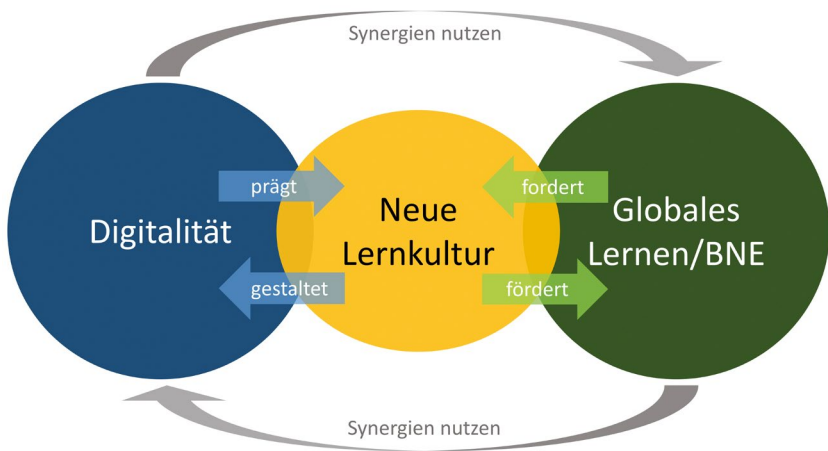 Synergien nutzen
prägt
fordert
Digitalität
Neue
Lernkultur
Globales
Lernen/BNE
gestaltet
fördert
Synergien nutzen